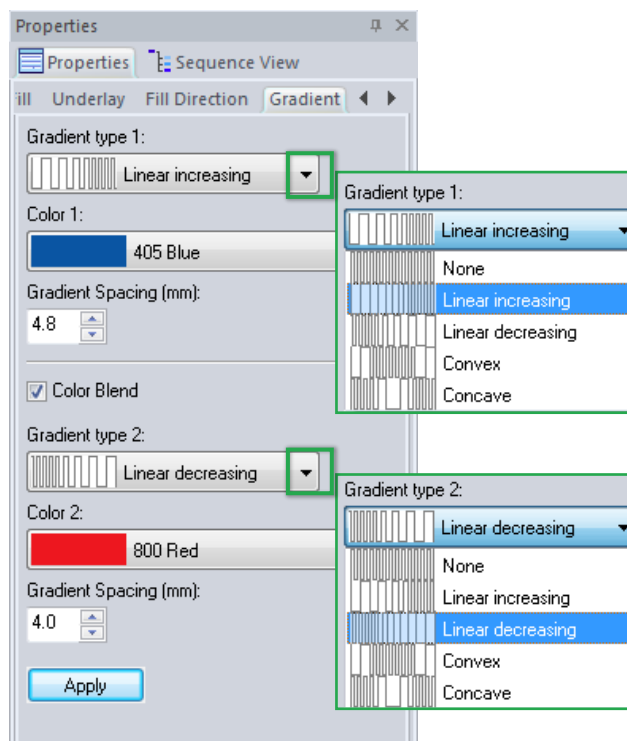 Properties
Properties Sequence View
ill Underlay Fill Direction Gradient
Gradient type 1:
Linear increasing
Color 1:
405 Blue
Gradient Spacing (mm):
4.8
Color Blend
Gradient type 2:
Linear decreasing
Color 2:
800 Red
Gradient Spacing (mm):
4.0
Apply
Gradient type 1:
Linear increasing
None
Linear increasing
Linear decreasing
Convex
Concave
Gradient type 2:
Linear decreasing
None
Linear increasing
Linear decreasing
Convex
Concave